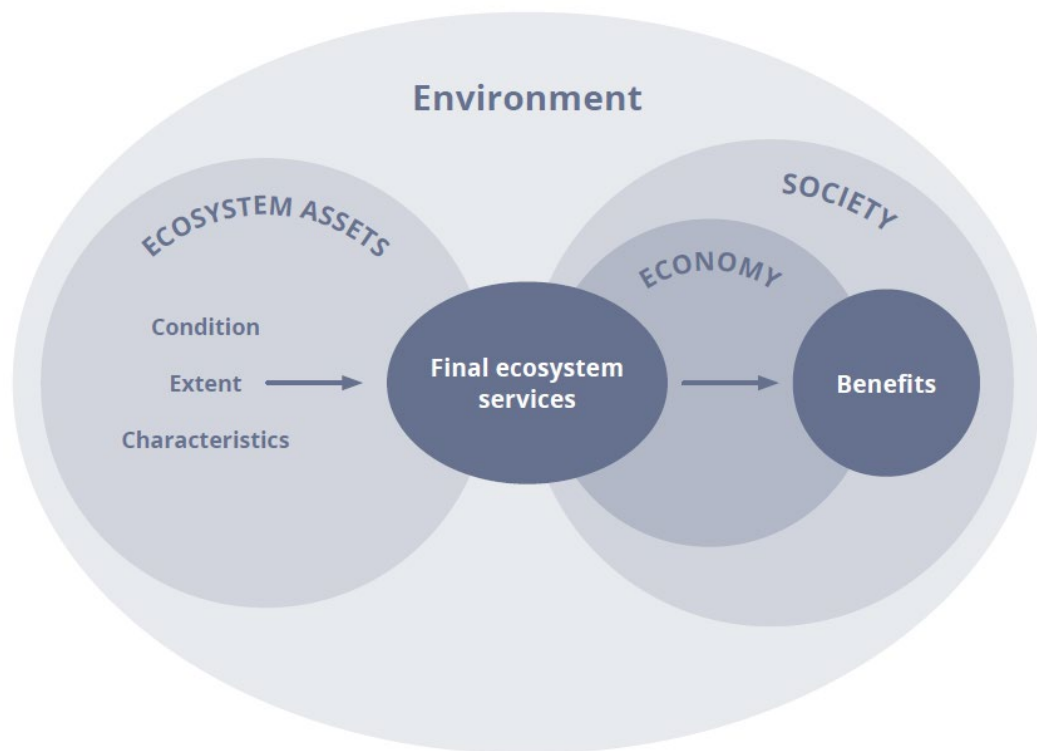 Environment
ECOSYSTEM ASSETS
SOCIETY
ECONOMY
Condition
Extent
Characteristics
Final ecosystem
services
Benefits